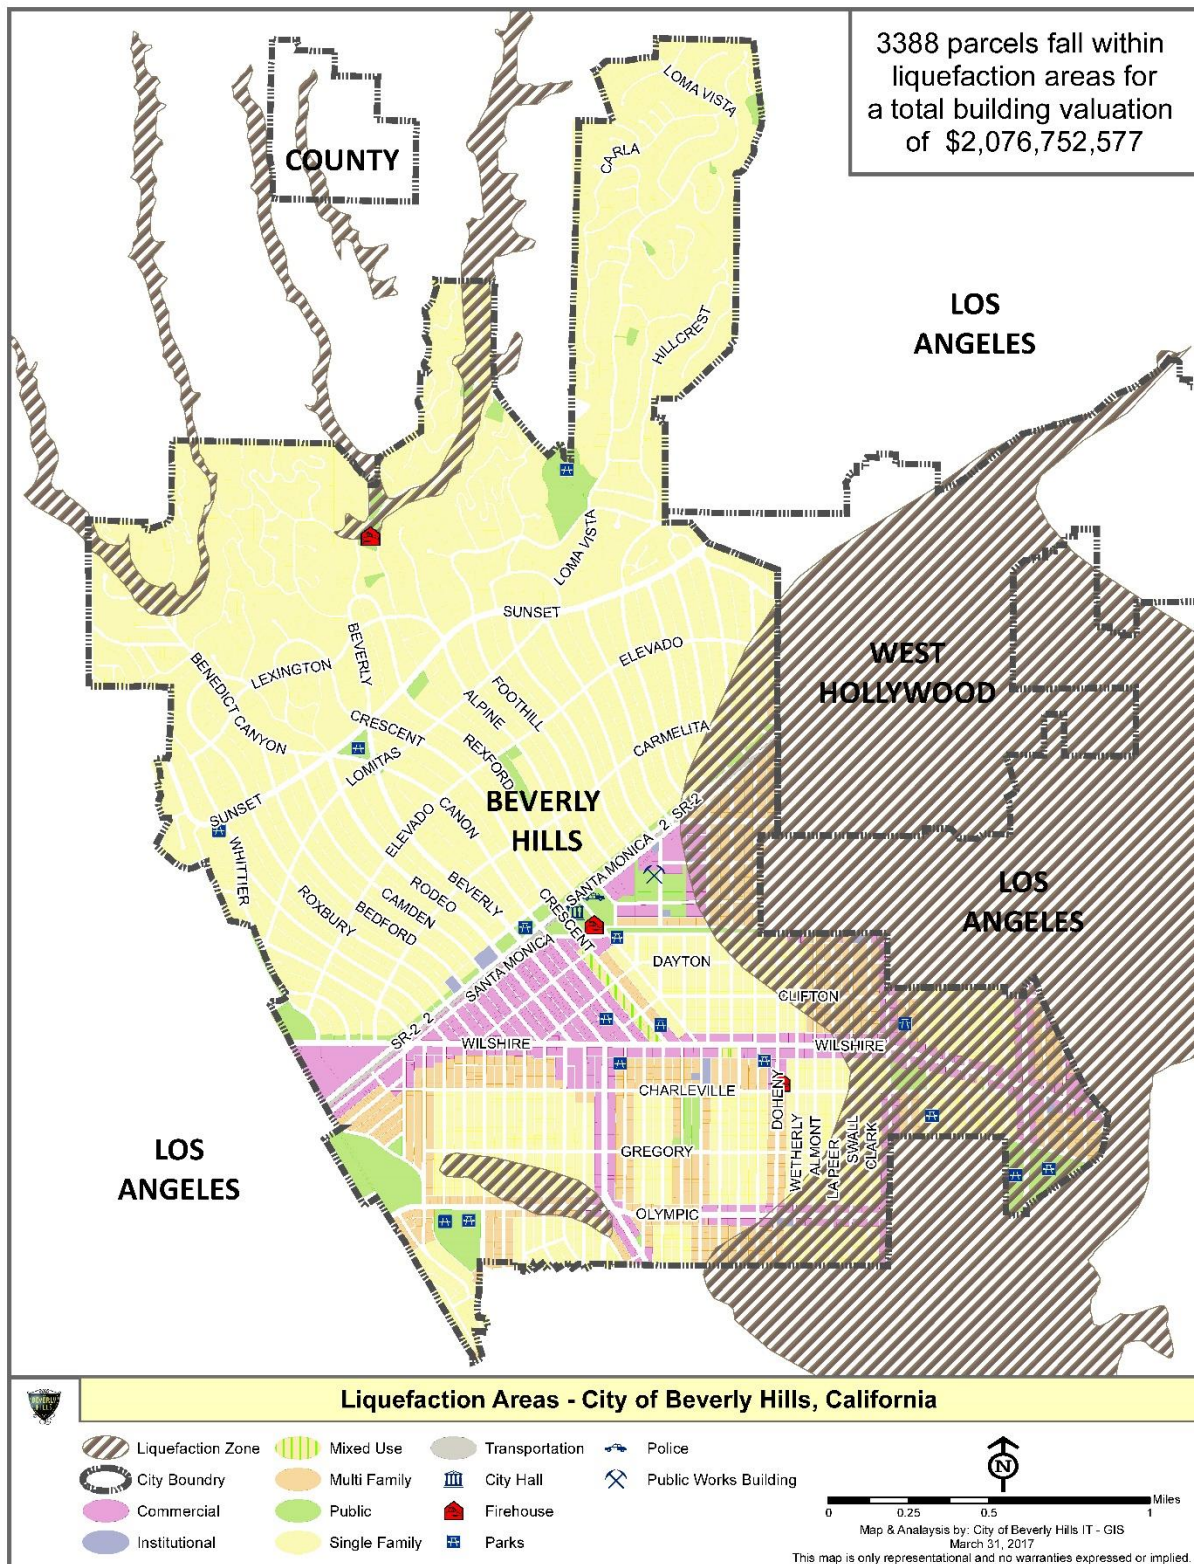 3388 parcels fall within
liquefaction areas for
a total building valuation
of $2,076,752,577
LOMA VISTA
COUNTY
CARLA
LOS
ANGELES
HILLCREST
LOMA VISTA
SUNSET
BEVERLY
ELEVADO
WEST
HOLLYWOOD
LEXINGTON
BENEDICT CANYON
FOOTHILL
ALPINE
CRESCENT
CARMELITA
REXFORD
LOMITAS
BEVERLY
HILLS
SUNSET
ELEVADO
CANON
SANTA MONICA 2 SR-2
WHITTIER
BEVERLY
RODEO
CAMDEN
BEDFORD
ROXBURY
CRESCENT
LOS
ANGELES
SANTA MONICA
DAYTON
CLIFTON
SR-2 2
WILSHIRE
WILSHIRE
CHARLEVILLE
DOHENY
WETHERLY
ALMONT
LA PEER
SWALL
CLARK
GREGORY
LOS
ANGELES
OLYMPIC
BEVERLY
HILLS
Liquefaction Areas - City of Beverly Hills, California
Liquefaction Zone
Mixed Use
Transportation
Police
City Boundry
Multi Family
City Hall
Public Works Building
Commercial
Public
Firehouse
Institutional
Single Family
Parks
N
Miles
0 0.25 0.5 1
Map & Analaysis by: City of Beverly Hills IT - GIS
March 31, 2017
This map is only representational and no warranties expressed or implied.